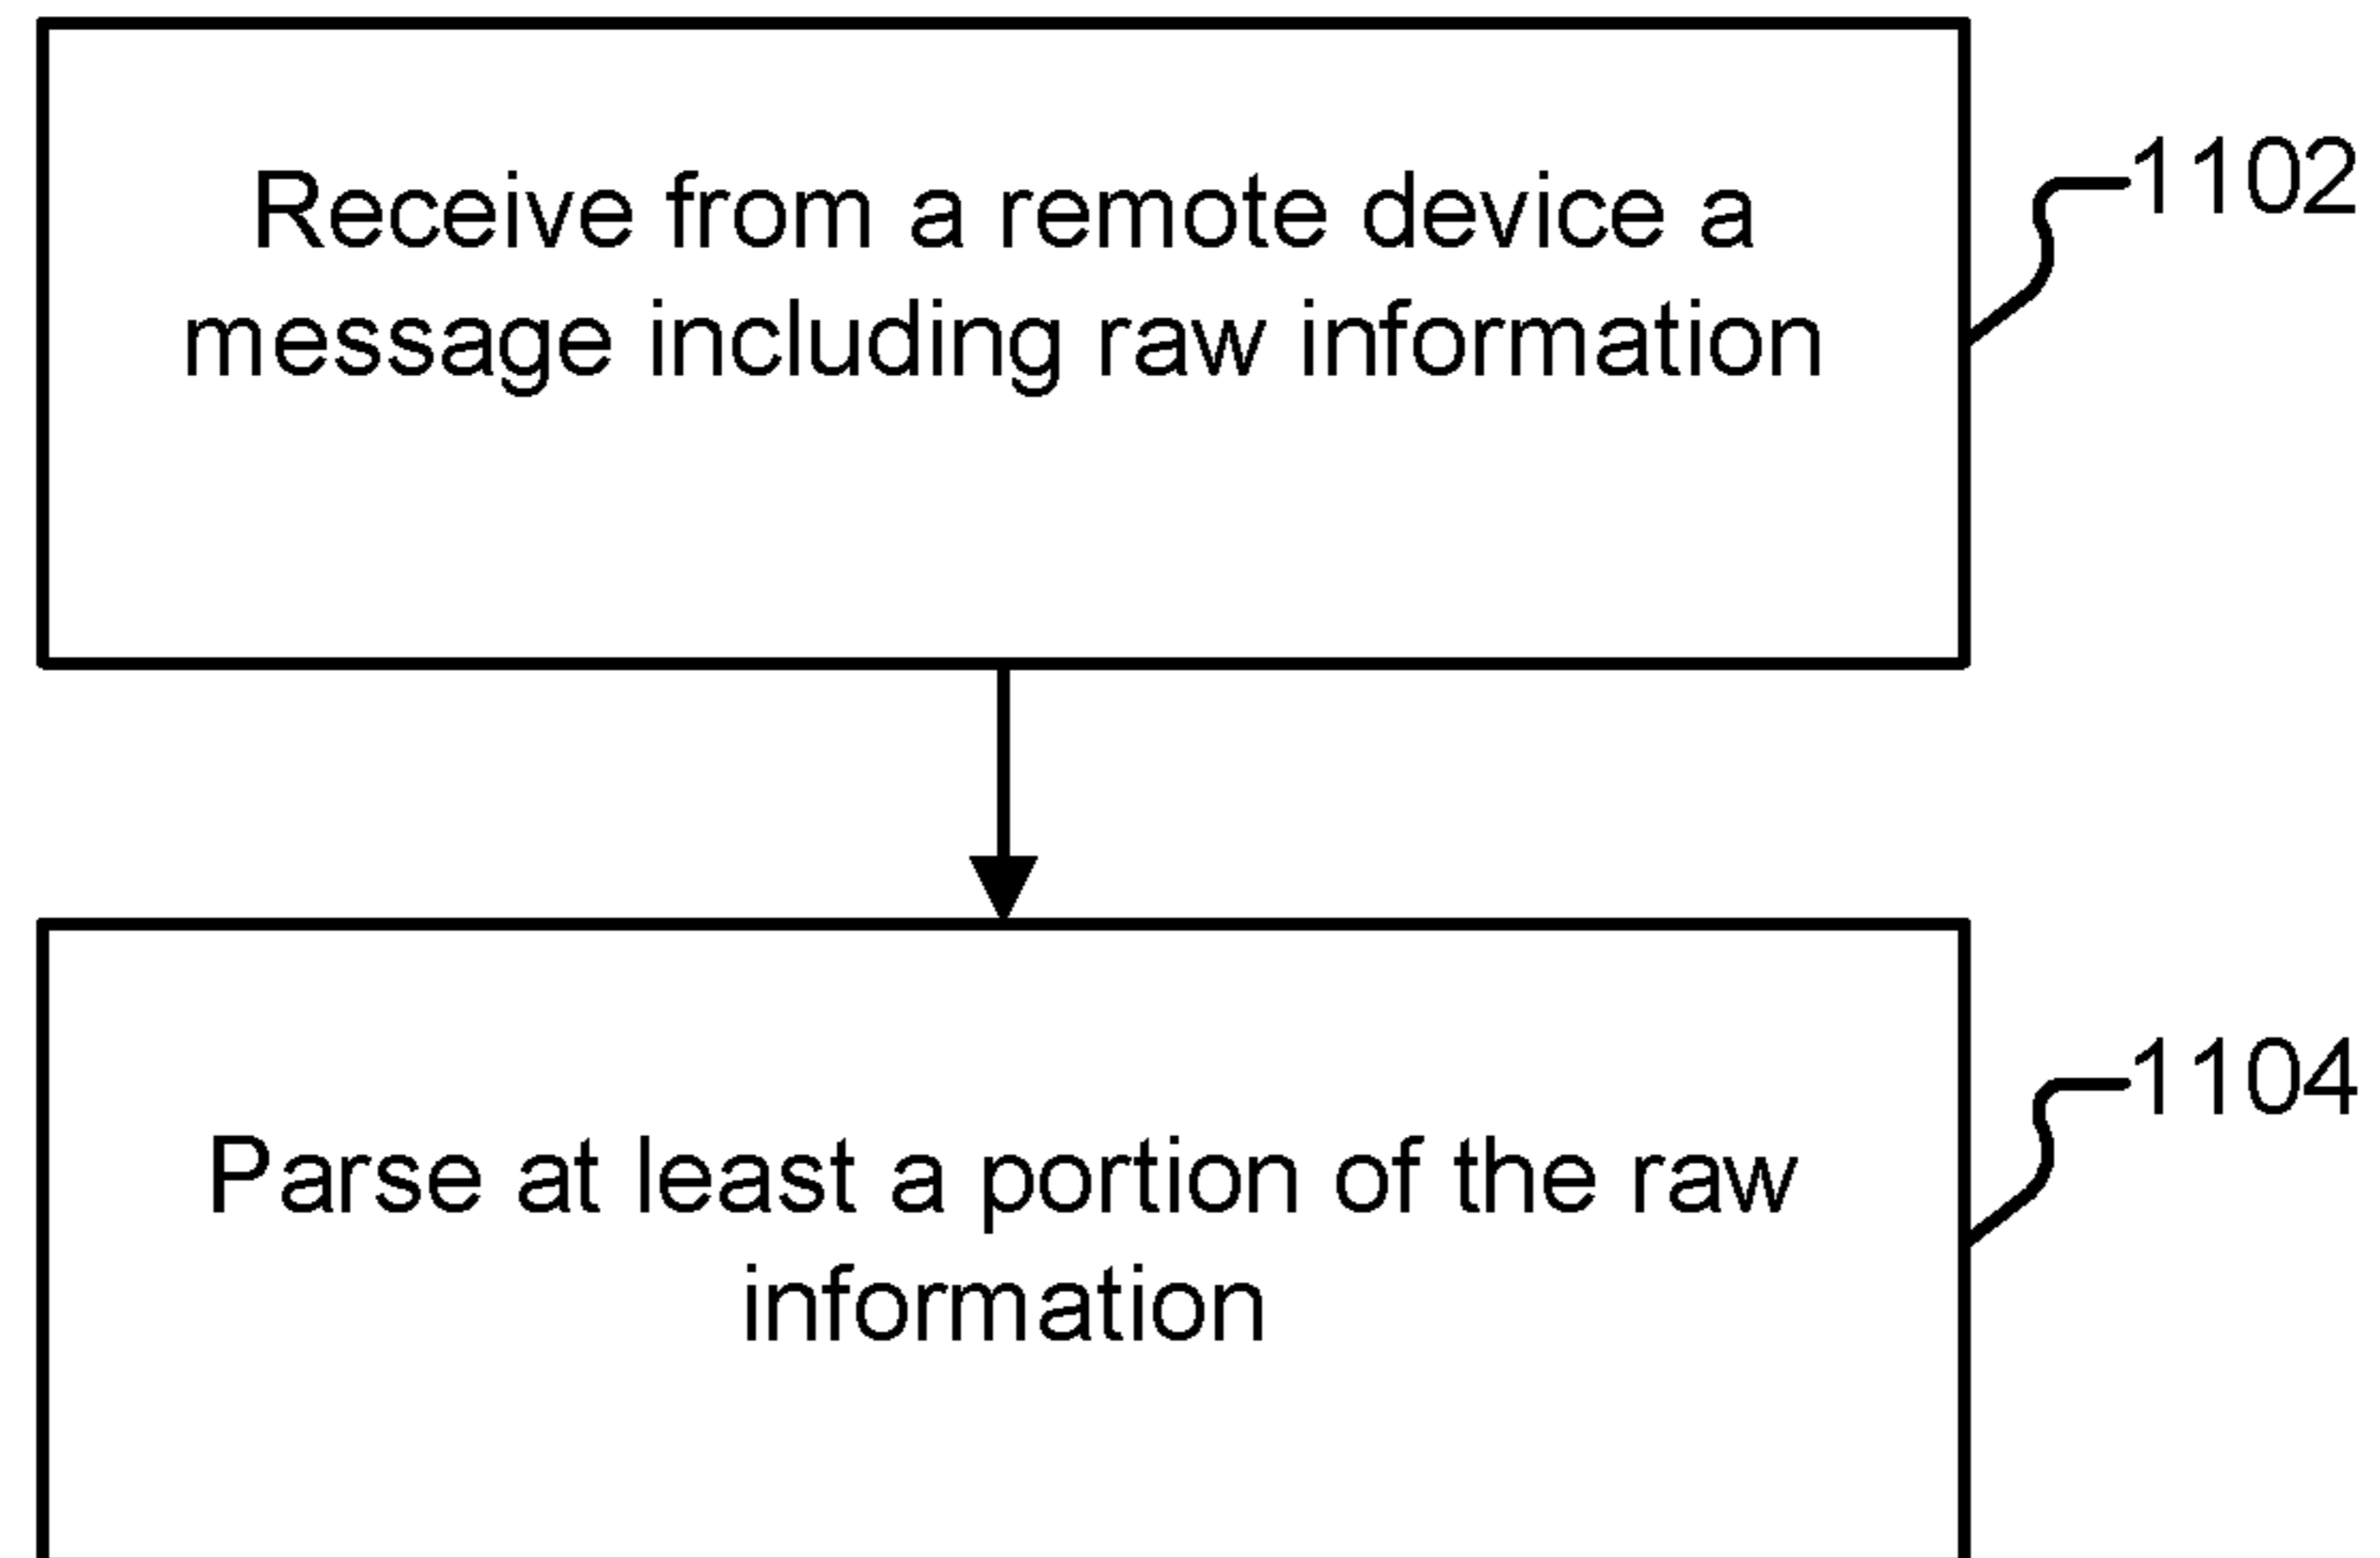 Receive from a remote device a
message including raw information
1102
Parse at least a portion of the raw
information
1104